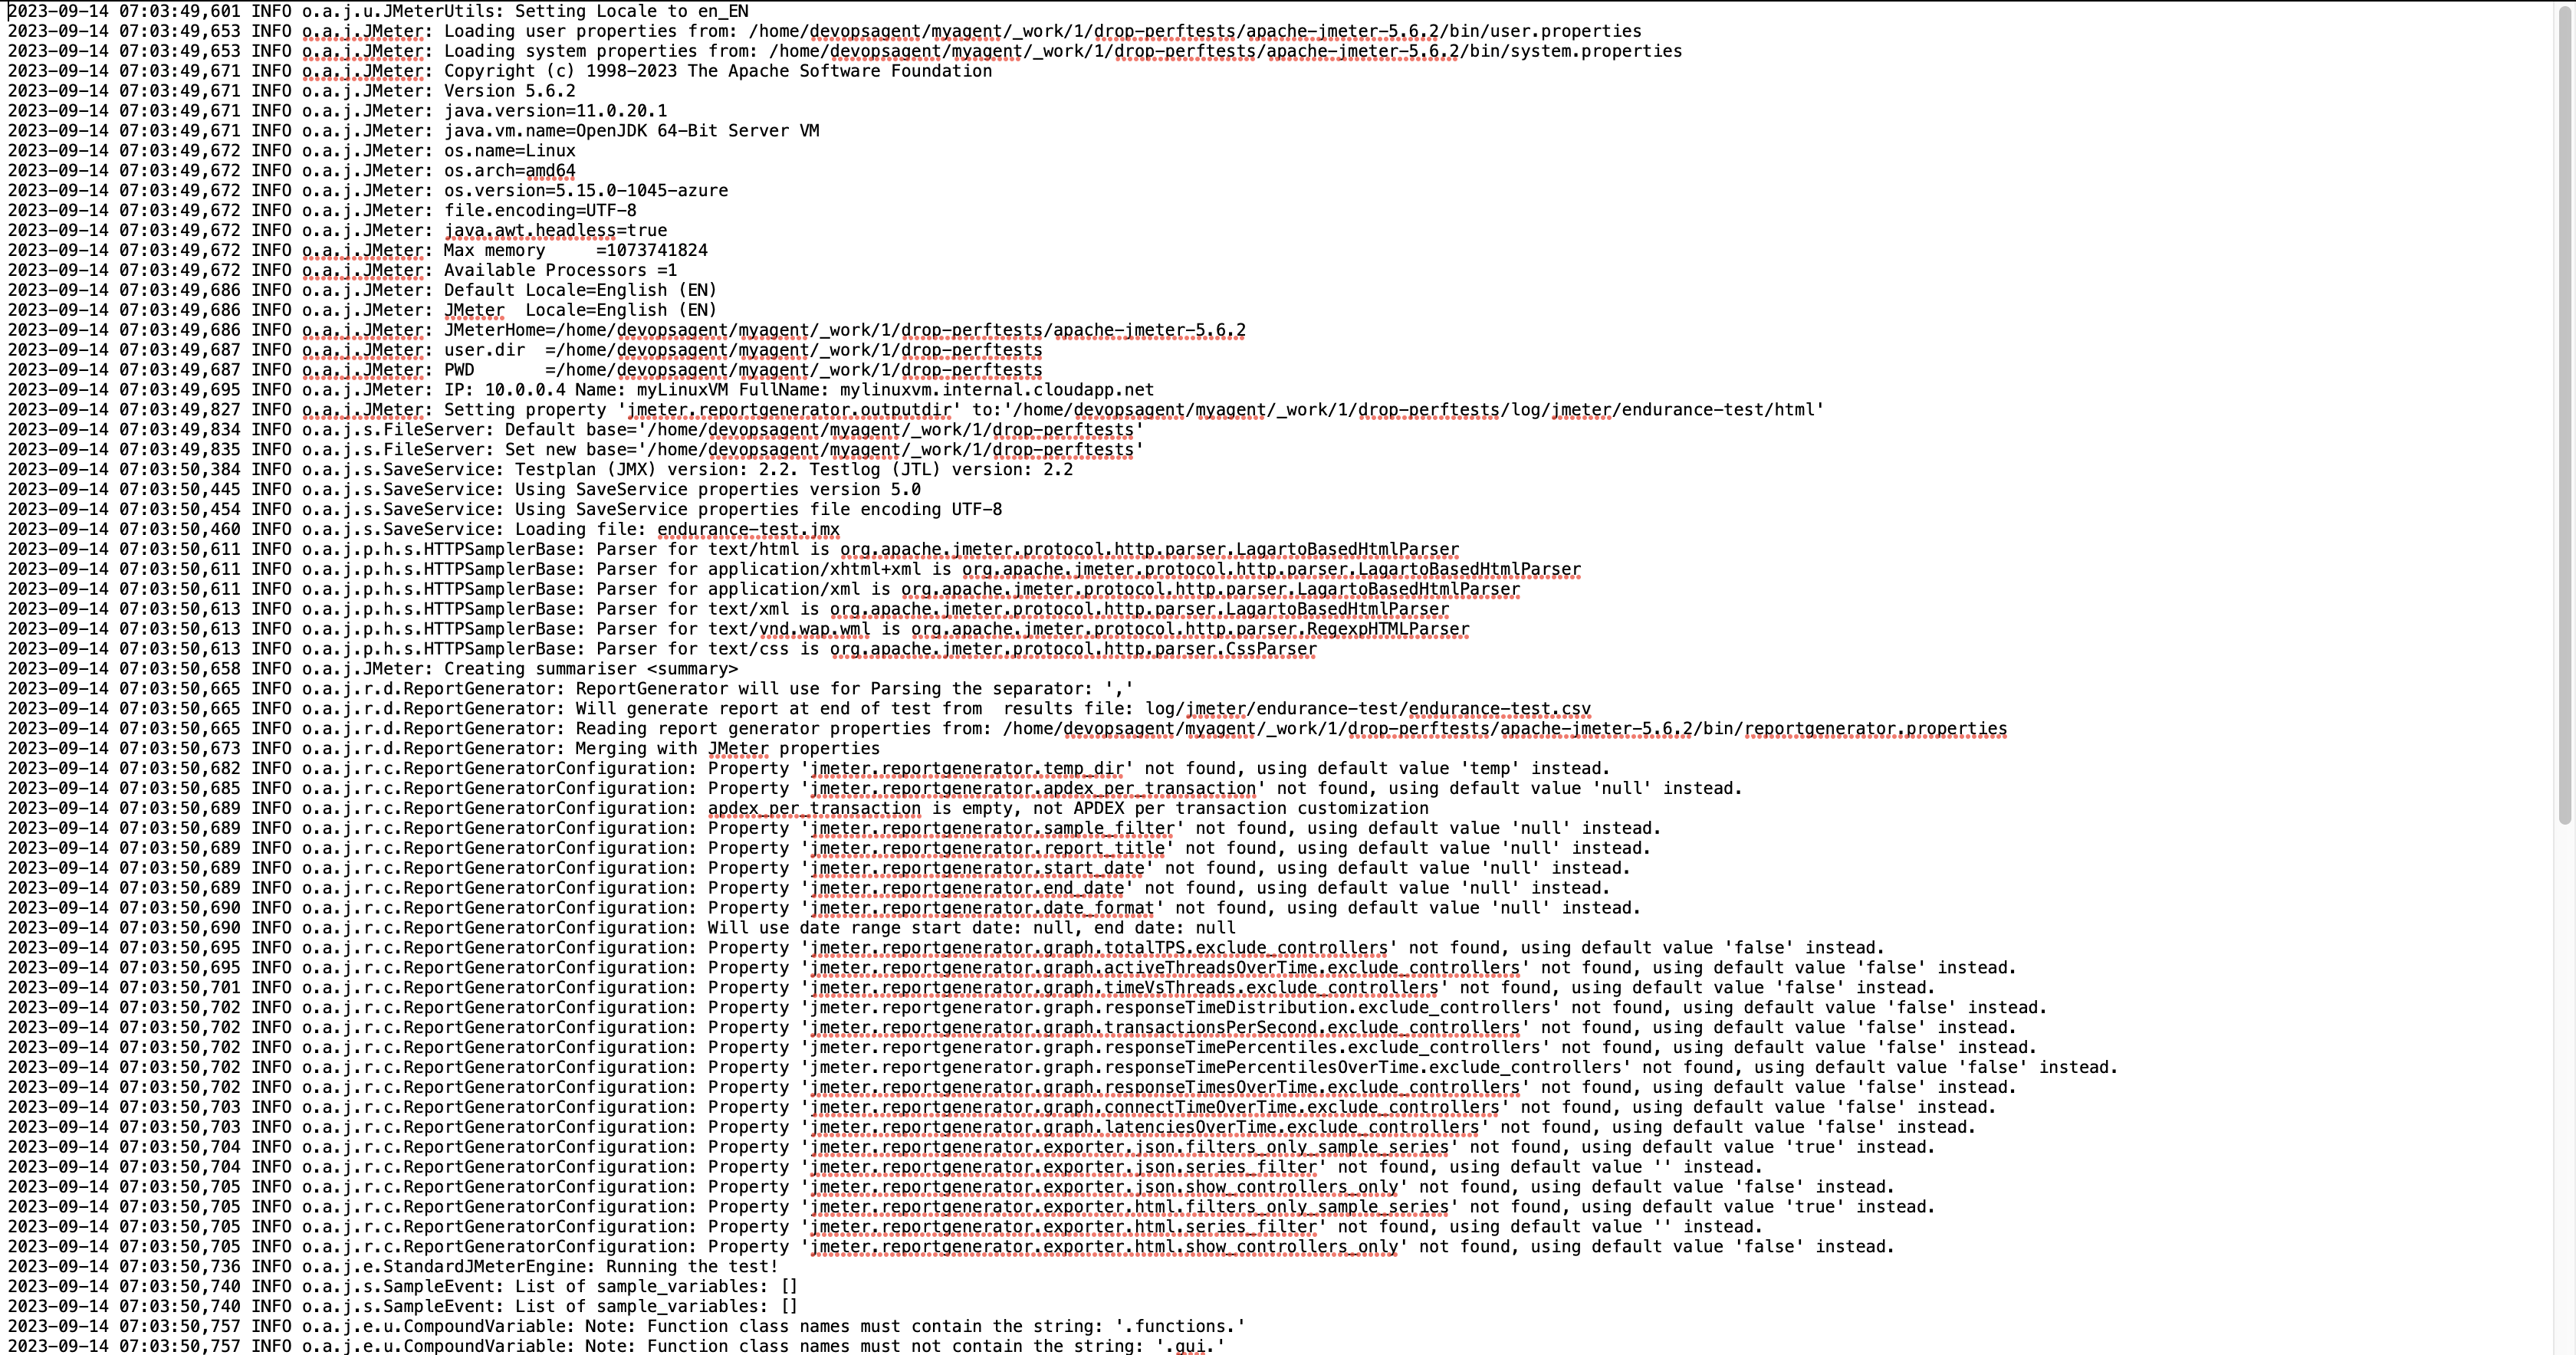 2023-09-14 07:03:49,601 INFO o.a.j.u.JMeterUtils: Setting Locale to en_EN
2023-09-14 07:03:49,653 INFO o.a.j.JMeter: Loading user properties from: /home/devopsagent/myagent/_work/1/drop-perftests/apache-jmeter-5.6.2/bin/user.properties
2023-09-14 07:03:49,653 INFO o.a.j.JMeter: Loading system properties from: /home/devopsagent/myagent/_work/1/drop-perftests/apache-jmeter-5.6.2/bin/system.properties
2023-09-14 07:03:49,671 INFO o.a.j.JMeter: Copyright (c) 1998-2023 The Apache Software Foundation
2023-09-14 07:03:49,671 INFO o.a.j.JMeter: Version 5.6.2
2023-09-14 07:03:49,671 INFO o.a.j.JMeter: java.version=11.0.20.1
2023-09-14 07:03:49,671 INFO o.a.j.JMeter: java.vm.name=OpenJDK 64-Bit Server VM
2023-09-14 07:03:49,672 INFO o.a.j.JMeter: os.name=Linux
2023-09-14 07:03:49,672 INFO o.a.j.JMeter: os.arch=amd64
2023-09-14 07:03:49,672 INFO o.a.j.JMeter: os.version=5.15.0-1045-azure
2023-09-14 07:03:49,672 INFO o.a.j.JMeter: file.encoding=UTF-8
2023-09-14 07:03:49,672 INFO o.a.j.JMeter: java.awt.headless=true
2023-09-14 07:03:49,672 INFO o.a.j.JMeter: Max memory     =1073741824
2023-09-14 07:03:49,672 INFO o.a.j.JMeter: Available Processors =1
2023-09-14 07:03:49,686 INFO o.a.j.JMeter: Default Locale=English (EN)
2023-09-14 07:03:49,686 INFO o.a.j.JMeter: JMeter  Locale=English (EN)
2023-09-14 07:03:49,686 INFO o.a.j.JMeter: JMeterHome=/home/devopsagent/myagent/_work/1/drop-perftests/apache-jmeter-5.6.2
2023-09-14 07:03:49,687 INFO o.a.j.JMeter: user.dir  =/home/devopsagent/myagent/_work/1/drop-perftests
2023-09-14 07:03:49,687 INFO o.a.j.JMeter: PWD       =/home/devopsagent/myagent/_work/1/drop-perftests
2023-09-14 07:03:49,695 INFO o.a.j.JMeter: IP: 10.0.0.4 Name: myLinuxVM FullName: mylinuxvm.internal.cloudapp.net
2023-09-14 07:03:49,827 INFO o.a.j.JMeter: Setting property 'jmeter.reportgenerator.outputdir' to:'/home/devopsagent/myagent/_work/1/drop-perftests/log/jmeter/endurance-test/html'
2023-09-14 07:03:49,834 INFO o.a.j.s.FileServer: Default base='/home/devopsagent/myagent/_work/1/drop-perftests'
2023-09-14 07:03:49,835 INFO o.a.j.s.FileServer: Set new base='/home/devopsagent/myagent/_work/1/drop-perftests'
2023-09-14 07:03:50,384 INFO o.a.j.s.SaveService: Testplan (JMX) version: 2.2. Testlog (JTL) version: 2.2
2023-09-14 07:03:50,445 INFO o.a.j.s.SaveService: Using SaveService properties version 5.0
2023-09-14 07:03:50,454 INFO o.a.j.s.SaveService: Using SaveService properties file encoding UTF-8
2023-09-14 07:03:50,460 INFO o.a.j.s.SaveService: Loading file: endurance-test.jmx
2023-09-14 07:03:50,611 INFO o.a.j.p.h.s.HTTPSamplerBase: Parser for text/html is org.apache.jmeter.protocol.http.parser.LagartoBasedHtmlParser
2023-09-14 07:03:50,611 INFO o.a.j.p.h.s.HTTPSamplerBase: Parser for application/xhtml+xml is org.apache.jmeter.protocol.http.parser.LagartoBasedHtmlParser
2023-09-14 07:03:50,611 INFO o.a.j.p.h.s.HTTPSamplerBase: Parser for application/xml is org.apache.jmeter.protocol.http.parser.LagartoBasedHtmlParser
2023-09-14 07:03:50,613 INFO o.a.j.p.h.s.HTTPSamplerBase: Parser for text/xml is org.apache.jmeter.protocol.http.parser.LagartoBasedHtmlParser
2023-09-14 07:03:50,613 INFO o.a.j.p.h.s.HTTPSamplerBase: Parser for text/vnd.wap.wml is org.apache.jmeter.protocol.http.parser.RegexpHTMLParser
2023-09-14 07:03:50,613 INFO o.a.j.p.h.s.HTTPSamplerBase: Parser for text/css is org.apache.jmeter.protocol.http.parser.CssParser
2023-09-14 07:03:50,658 INFO o.a.j.JMeter: Creating summariser <summary>
2023-09-14 07:03:50,665 INFO o.a.j.r.d.ReportGenerator: ReportGenerator will use for Parsing the separator: ','
2023-09-14 07:03:50,665 INFO o.a.j.r.d.ReportGenerator: Will generate report at end of test from  results file: log/jmeter/endurance-test/endurance-test.csv
2023-09-14 07:03:50,665 INFO o.a.j.r.d.ReportGenerator: Reading report generator properties from: /home/devopsagent/myagent/_work/1/drop-perftests/apache-jmeter-5.6.2/bin/reportgenerator.properties
2023-09-14 07:03:50,673 INFO o.a.j.r.d.ReportGenerator: Merging with JMeter properties
2023-09-14 07:03:50,682 INFO o.a.j.r.c.ReportGeneratorConfiguration: Property 'jmeter.reportgenerator.temp_dir' not found, using default value 'temp' instead.
2023-09-14 07:03:50,685 INFO o.a.j.r.c.ReportGeneratorConfiguration: Property 'jmeter.reportgenerator.apdex_per_transaction' not found, using default value 'null' instead.
2023-09-14 07:03:50,689 INFO o.a.j.r.c.ReportGeneratorConfiguration: apdex_per_transaction is empty, not APDEX per transaction customization
2023-09-14 07:03:50,689 INFO o.a.j.r.c.ReportGeneratorConfiguration: Property 'jmeter.reportgenerator.sample_filter' not found, using default value 'null' instead.
2023-09-14 07:03:50,689 INFO o.a.j.r.c.ReportGeneratorConfiguration: Property 'jmeter.reportgenerator.report_title' not found, using default value 'null' instead.
2023-09-14 07:03:50,689 INFO o.a.j.r.c.ReportGeneratorConfiguration: Property 'jmeter.reportgenerator.start_date' not found, using default value 'null' instead.
2023-09-14 07:03:50,689 INFO o.a.j.r.c.ReportGeneratorConfiguration: Property 'jmeter.reportgenerator.end_date' not found, using default value 'null' instead.
2023-09-14 07:03:50,690 INFO o.a.j.r.c.ReportGeneratorConfiguration: Property 'jmeter.reportgenerator.date_format' not found, using default value 'null' instead.
2023-09-14 07:03:50,690 INFO o.a.j.r.c.ReportGeneratorConfiguration: Will use date range start date: null, end date: null
2023-09-14 07:03:50,695 INFO o.a.j.r.c.ReportGeneratorConfiguration: Property 'jmeter.reportgenerator.graph.totalTPS.exclude_controllers' not found, using default value 'false' instead.
2023-09-14 07:03:50,695 INFO o.a.j.r.c.ReportGeneratorConfiguration: Property 'jmeter.reportgenerator.graph.activeThreadsOverTime.exclude_controllers' not found, using default value 'false' instead.
2023-09-14 07:03:50,701 INFO o.a.j.r.c.ReportGeneratorConfiguration: Property 'jmeter.reportgenerator.graph.timeVsThreads.exclude_controllers' not found, using default value 'false' instead.
2023-09-14 07:03:50,702 INFO o.a.j.r.c.ReportGeneratorConfiguration: Property 'jmeter.reportgenerator.graph.responseTimeDistribution.exclude_controllers' not found, using default value 'false' instead.
2023-09-14 07:03:50,702 INFO o.a.j.r.c.ReportGeneratorConfiguration: Property 'jmeter.reportgenerator.graph.transactionsPerSecond.exclude_controllers' not found, using default value 'false' instead.
2023-09-14 07:03:50,702 INFO o.a.j.r.c.ReportGeneratorConfiguration: Property 'jmeter.reportgenerator.graph.responseTimePercentiles.exclude_controllers' not found, using default value 'false' instead.
2023-09-14 07:03:50,702 INFO o.a.j.r.c.ReportGeneratorConfiguration: Property 'jmeter.reportgenerator.graph.responseTimePercentilesOverTime.exclude_controllers' not found, using default value 'false' instead.
2023-09-14 07:03:50,702 INFO o.a.j.r.c.ReportGeneratorConfiguration: Property 'jmeter.reportgenerator.graph.responseTimesOverTime.exclude_controllers' not found, using default value 'false' instead.
2023-09-14 07:03:50,703 INFO o.a.j.r.c.ReportGeneratorConfiguration: Property 'jmeter.reportgenerator.graph.connectTimeOverTime.exclude_controllers' not found, using default value 'false' instead.
2023-09-14 07:03:50,703 INFO o.a.j.r.c.ReportGeneratorConfiguration: Property 'jmeter.reportgenerator.graph.latenciesOverTime.exclude_controllers' not found, using default value 'false' instead.
2023-09-14 07:03:50,704 INFO o.a.j.r.c.ReportGeneratorConfiguration: Property 'jmeter.reportgenerator.exporter.json.filters_only_sample_series' not found, using default value 'true' instead.
2023-09-14 07:03:50,704 INFO o.a.j.r.c.ReportGeneratorConfiguration: Property 'jmeter.reportgenerator.exporter.json.series_filter' not found, using default value '' instead.
2023-09-14 07:03:50,705 INFO o.a.j.r.c.ReportGeneratorConfiguration: Property 'jmeter.reportgenerator.exporter.json.show_controllers_only' not found, using default value 'false' instead.
2023-09-14 07:03:50,705 INFO o.a.j.r.c.ReportGeneratorConfiguration: Property 'jmeter.reportgenerator.exporter.html.filters_only_sample_series' not found, using default value 'true' instead.
2023-09-14 07:03:50,705 INFO o.a.j.r.c.ReportGeneratorConfiguration: Property 'jmeter.reportgenerator.exporter.html.series_filter' not found, using default value '' instead.
2023-09-14 07:03:50,705 INFO o.a.j.r.c.ReportGeneratorConfiguration: Property 'jmeter.reportgenerator.exporter.html.show_controllers_only' not found, using default value 'false' instead.
2023-09-14 07:03:50,736 INFO o.a.j.e.StandardJMeterEngine: Running the test!
2023-09-14 07:03:50,740 INFO o.a.j.s.SampleEvent: List of sample_variables: []
2023-09-14 07:03:50,740 INFO o.a.j.s.SampleEvent: List of sample_variables: []
2023-09-14 07:03:50,757 INFO o.a.j.e.u.CompoundVariable: Note: Function class names must contain the string: '.functions.'
2023-09-14 07:03:50,757 INFO o.a.j.e.u.CompoundVariable: Note: Function class names must not contain the string: '.gui.'